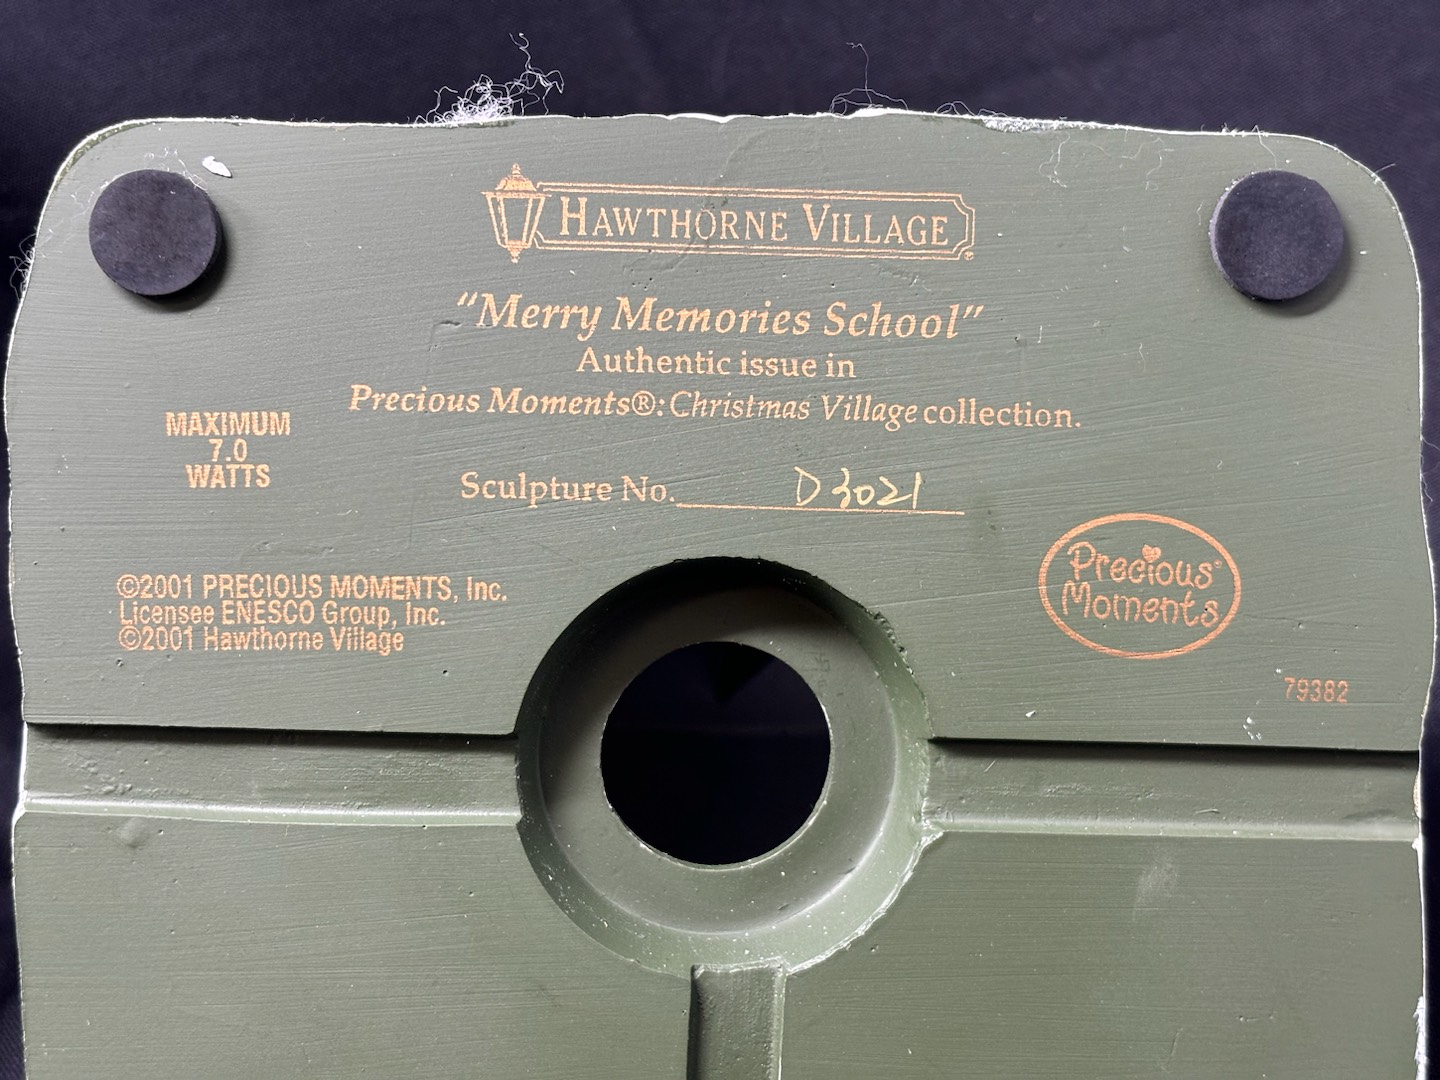 HAWTHORNE VILLAGE
"Merry Memories School"
Authentic issue in
Precious Moments®: Christmas Village collection.
MAXIMUM
7.0
WATTS
Sculpture No. D3021
©2001 PRECIOUS MOMENTS, Inc.
Licensee ENESCO Group, Inc.
©2001 Hawthorne Village
Precious
Moments
79382